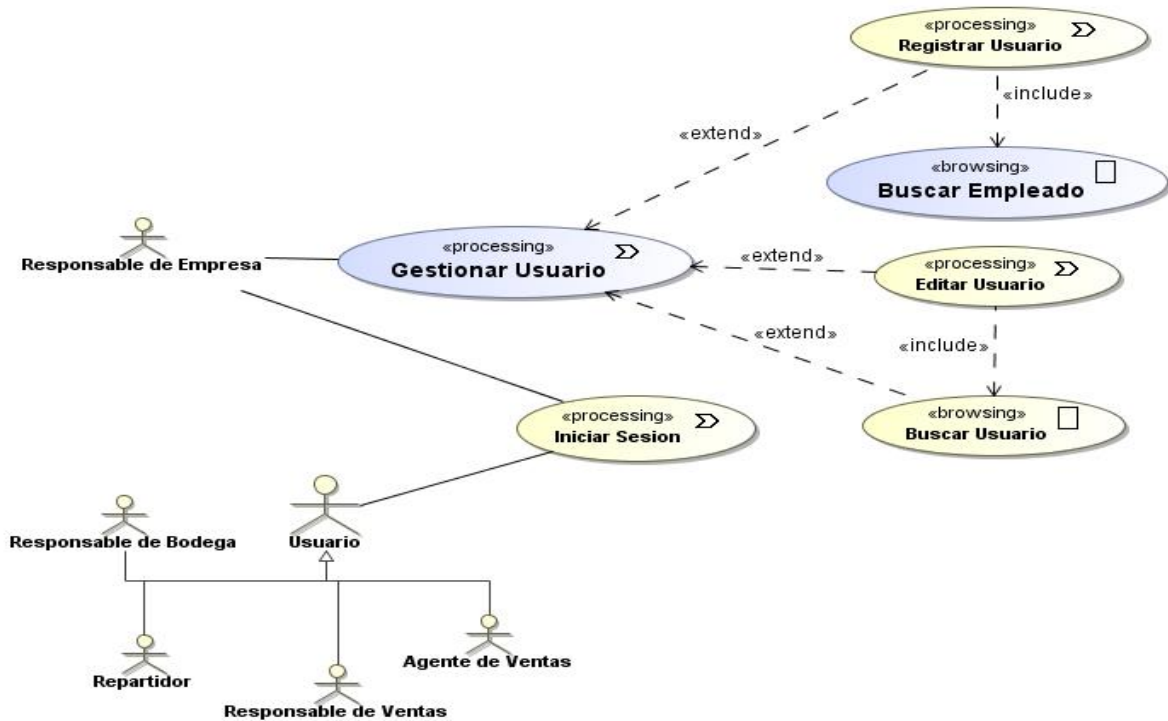 «processing»
Registrar Usuario
«include»
«extend»
«browsing»
Buscar Empleado
Responsable de Empresa
«processing»
Gestionar Usuario
«extend»
«processing»
Editar Usuario
«extend»
«include»
«processing»
Iniciar Sesion
«browsing»
Buscar Usuario
Responsable de Bodega
Usuario
Repartidor
Agente de Ventas
Responsable de Ventas